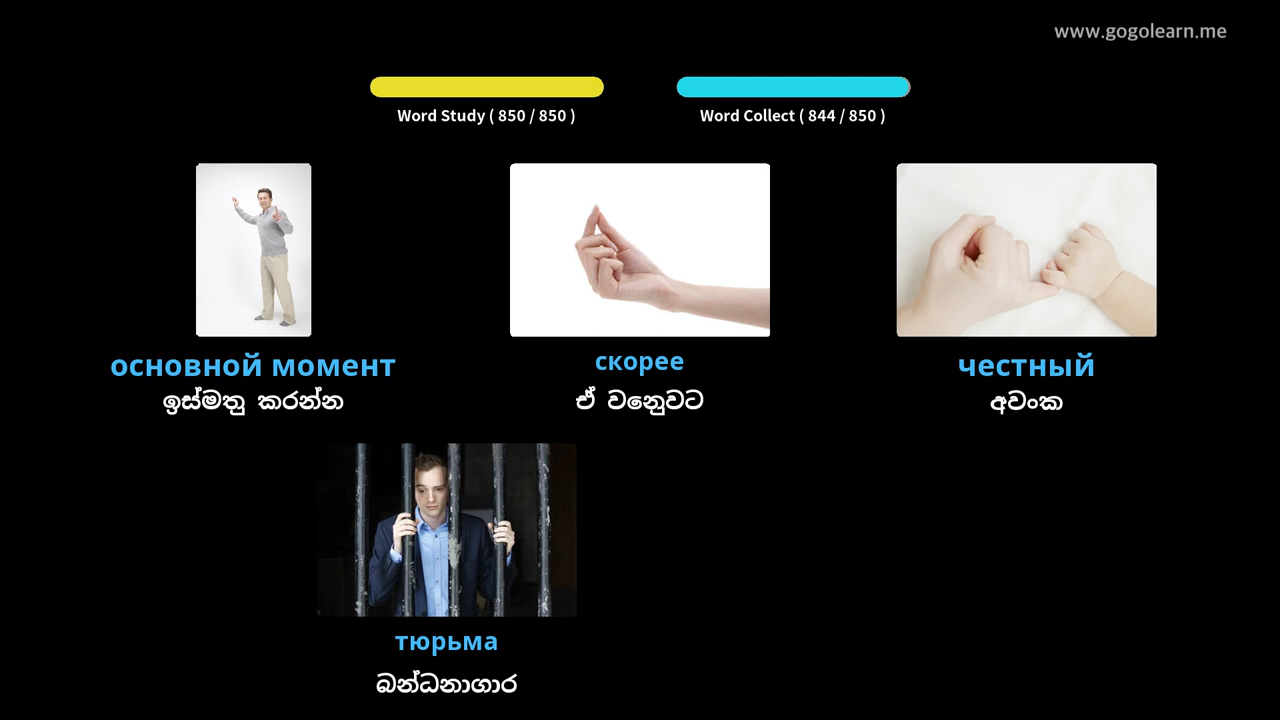 www.gogolearn.me
Word Study ( 850 / 850 )
Word Collect ( 844 / 850 )
основной момент
ඉස්මතු කරන්න
скорее
ඒ වනුෙවට
честный
අවංක
тюрьма
බන්ධනාගාර